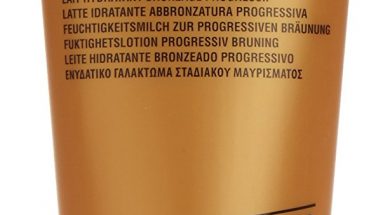 LATTE IDRATANTE ABBRONZATURA PROGRESSIVA
FEUCHTIGKEITSMILCH ZUR PROGRESSIVEN BRÄUNUNG
FUKTIGHETSLOTION PROGRESSIV BRUNING
LEITE HIDRATANTE BRONZEADO PROGRESSIVO
ΕΝΥΔΑΤΙΚΟ ΓΑΛΑΚΤΩΜΑ ΣΤΑΔΙΑΚΟΥ ΜΑΥΡΙΣΜΑΤΟΣ